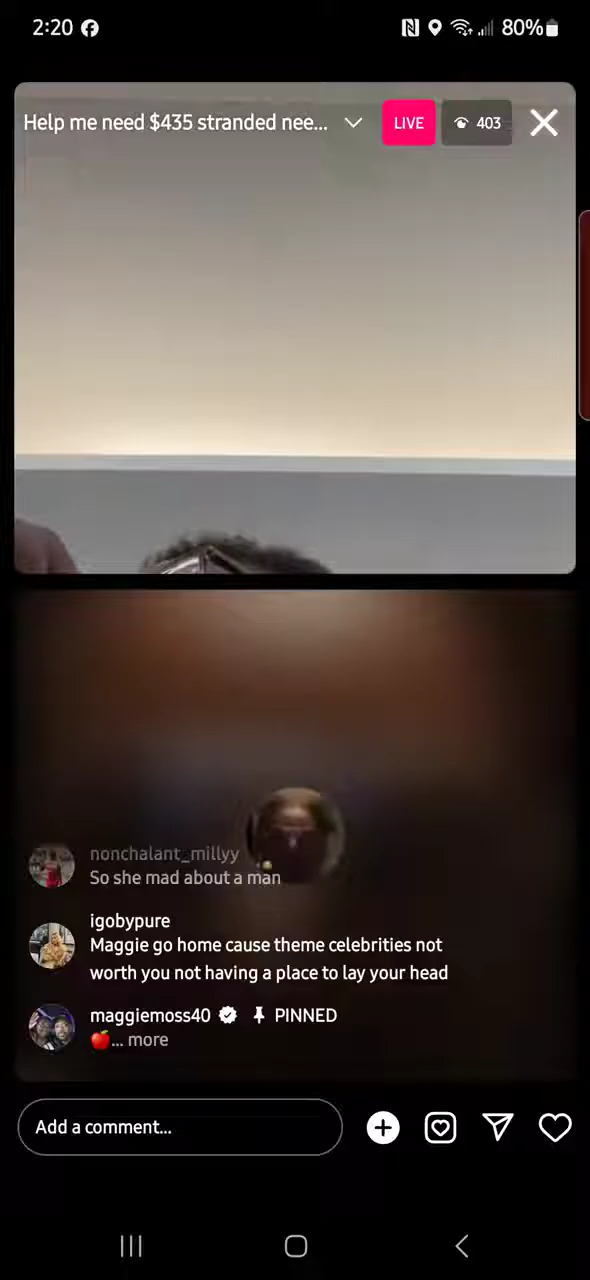 2:20
80%
Help me need $435 stranded nee...
LIVE
403
nonchalant_millyy
So she mad about a man
igobypure
Maggie go home cause theme celebrities not
worth you not having a place to lay your head
maggiemoss40 PINNED
🍎... more
Add a comment...